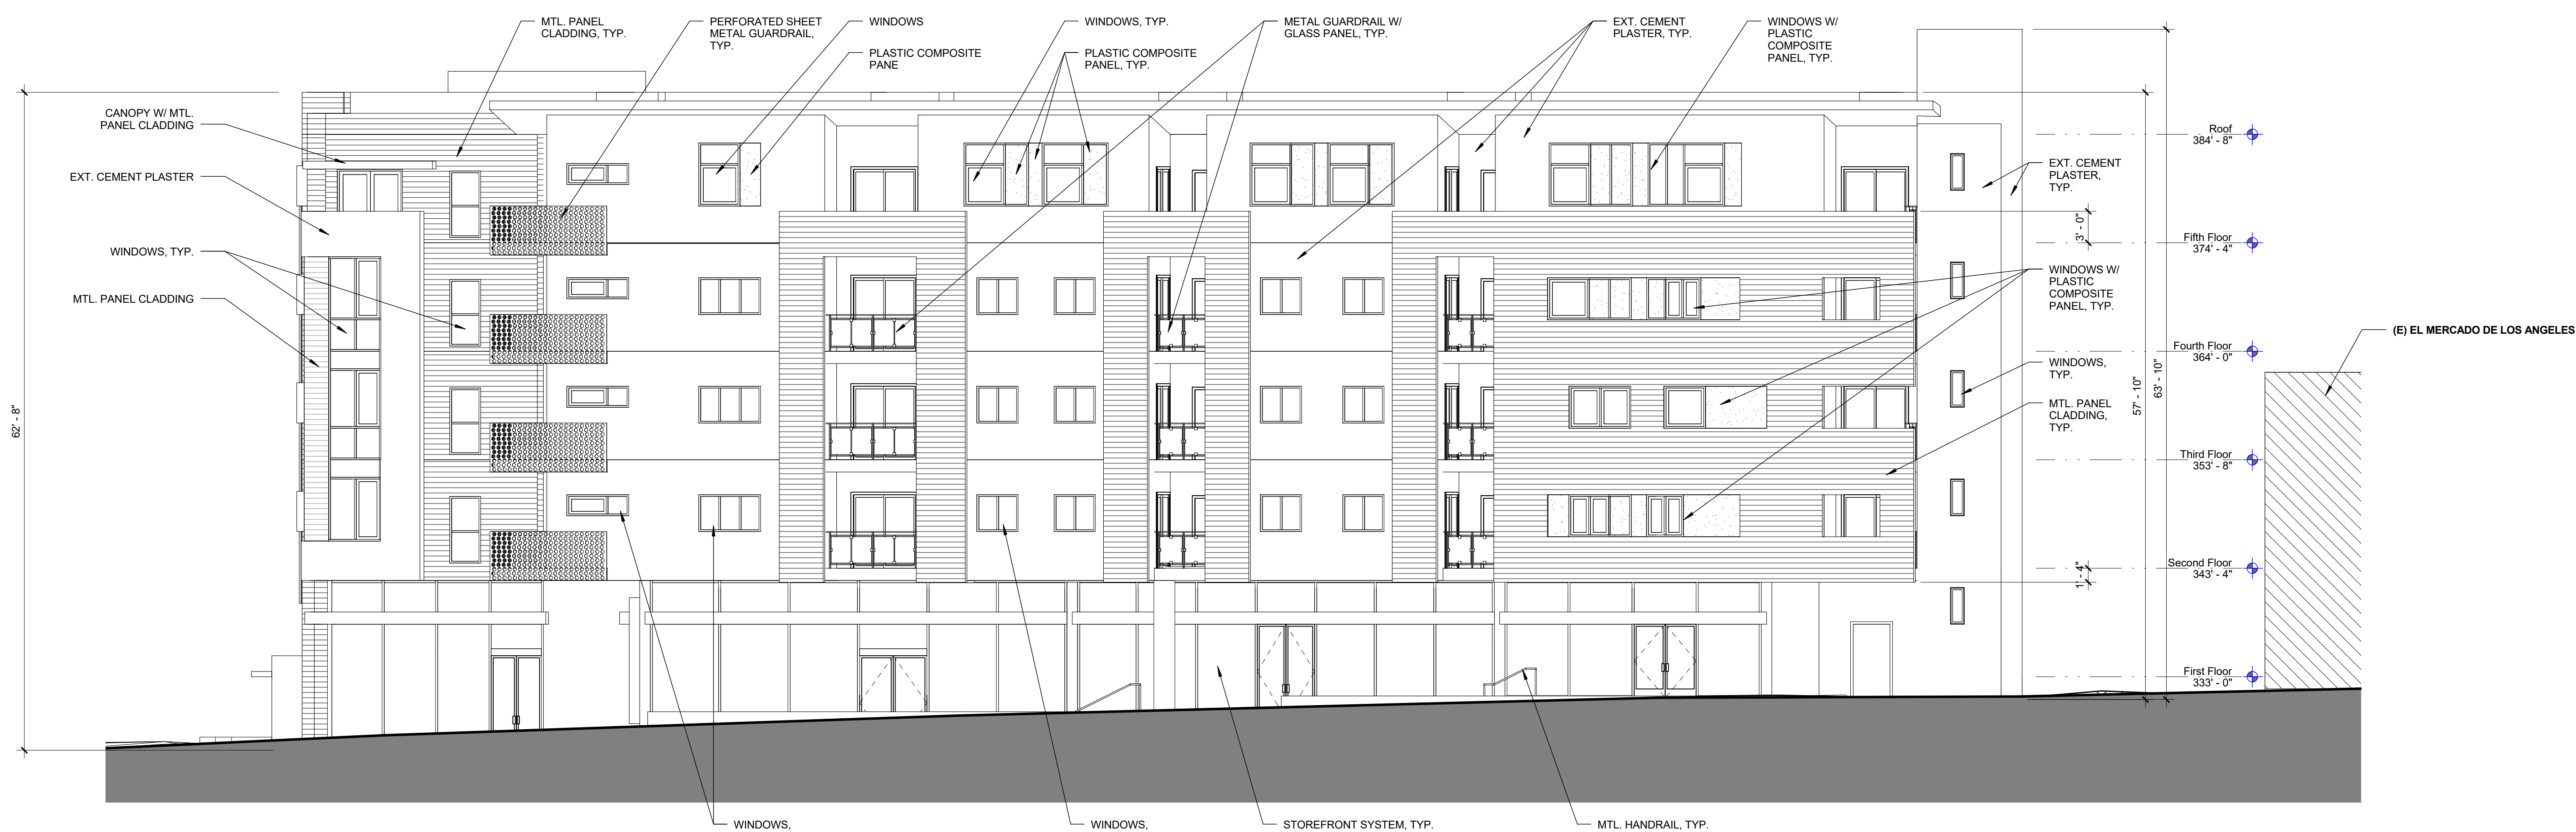 MTL. PANEL
CLADDING, TYP.
PERFORATED SHEET
METAL GUARDRAIL,
TYP.
WINDOWS
PLASTIC COMPOSITE
PANE
WINDOWS, TYP.
PLASTIC COMPOSITE
PANEL, TYP.
METAL GUARDRAIL W/
GLASS PANEL, TYP.
EXT. CEMENT
PLASTER, TYP.
WINDOWS W/
PLASTIC
COMPOSITE
PANEL, TYP.
CANOPY W/ MTL.
PANEL CLADDING
EXT. CEMENT PLASTER
WINDOWS, TYP.
MTL. PANEL CLADDING
62' - 8"
EXT. CEMENT
PLASTER,
TYP.
3' - 0"
WINDOWS W/
PLASTIC
COMPOSITE
PANEL, TYP.
WINDOWS,
TYP.
MTL. PANEL
CLADDING,
TYP.
1' - 4"
57' - 10"
63' - 10"
Roof
384' - 8"
Fifth Floor
374' - 4"
Fourth Floor
364' - 0"
Third Floor
353' - 8"
Second Floor
343' - 4"
First Floor
333' - 0"
(E) EL MERCADO DE LOS ANGELES
WINDOWS,
WINDOWS,
STOREFRONT SYSTEM, TYP.
MTL. HANDRAIL, TYP.